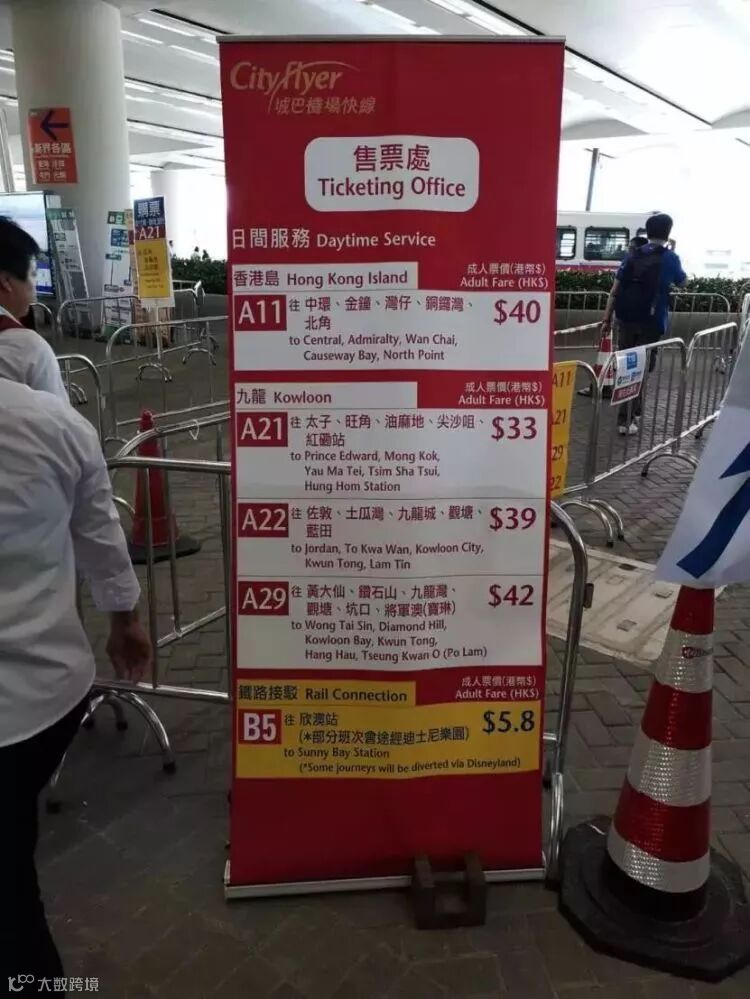 Cityflyer
城巴機場快線
售票處
Ticketing Office
日間服務 Daytime Service
香港島 Hong Kong Island
成人票價(港幣$)
Adult Fare (HK$)
A11 往 中環、金鐘、灣仔、銅鑼灣、
北角
$40
to Central, Admiralty, Wan Chai,
Causeway Bay, North Point
九龍 Kowloon
成人票價(港幣$)
Adult Fare (HK$)
A21 往 太子、旺角、油麻地、尖沙咀、
紅磡站
$33
to Prince Edward, Mong Kok,
Yau Ma Tei, Tsim Sha Tsui,
Hung Hom Station
A22 往 佐敦、土瓜灣、九龍城、觀塘、
藍田
$39
to Jordan, To Kwa Wan, Kowloon City,
Kwun Tong, Lam Tin
A29 往 黃大仙、鑽石山、九龍灣、
觀塘、坑口、將軍澳(寶琳)
$42
to Wong Tai Sin, Diamond Hill,
Kowloon Bay, Kwun Tong,
Hang Hau, Tseung Kwan O (Po Lam)
鐵路接駁 Rail Connection
成人票價(港幣$)
Adult Fare (HK$)
B5 往 欣澳站
(*部分班次會途經迪士尼樂園)
$5.8
to Sunny Bay Station
(*Some journeys will be diverted via Disneyland)
新界各區
購票
A21
A11
21
29
大數跨境